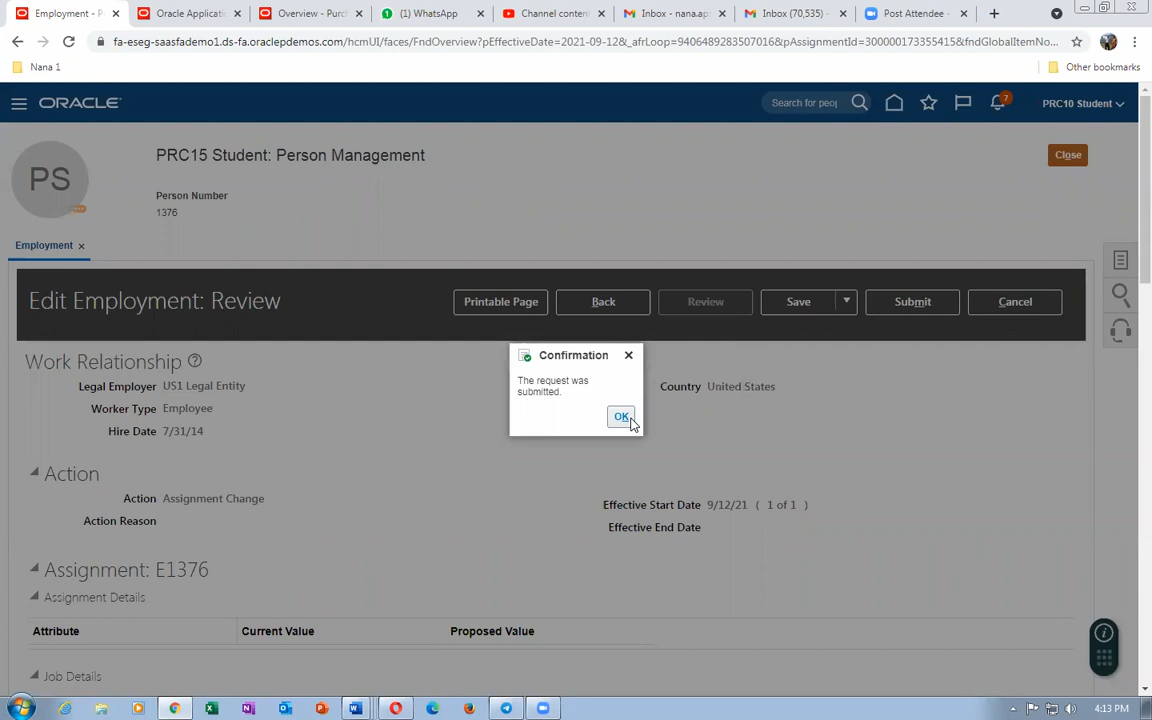 Employment - P
Oracle Applicati
Overview - Purch
(1) WhatsApp
Channel conten
Inbox - nana.ap
Inbox (70,535) -
Post Attendee -
fa-eseg-saasfademo1.ds-fa.oraclepdemos.com/hcmUI/faces/FndOverview?pEffectiveDate=2021-09-12&_afrLoop=9406489283507016&pAssignmentId=300000173355415&fndGlobalItemNo...
Nana 1
Other bookmarks
ORACLE
Search for peop
7
PRC10 Student
PS
PRC15 Student: Person Management
Close
Person Number
1376
Employment
Edit Employment: Review
Printable Page
Back
Review
Save
Submit
Cancel
Work Relationship
Legal Employer US1 Legal Entity
Country United States
Worker Type Employee
Hire Date 7/31/14
Confirmation
The request was
submitted.
OK
Action
Action Assignment Change
Effective Start Date 9/12/21 ( 1 of 1 )
Action Reason
Effective End Date
Assignment: E1376
Assignment Details
Attribute Current Value Proposed Value
Job Details
4:13 PM